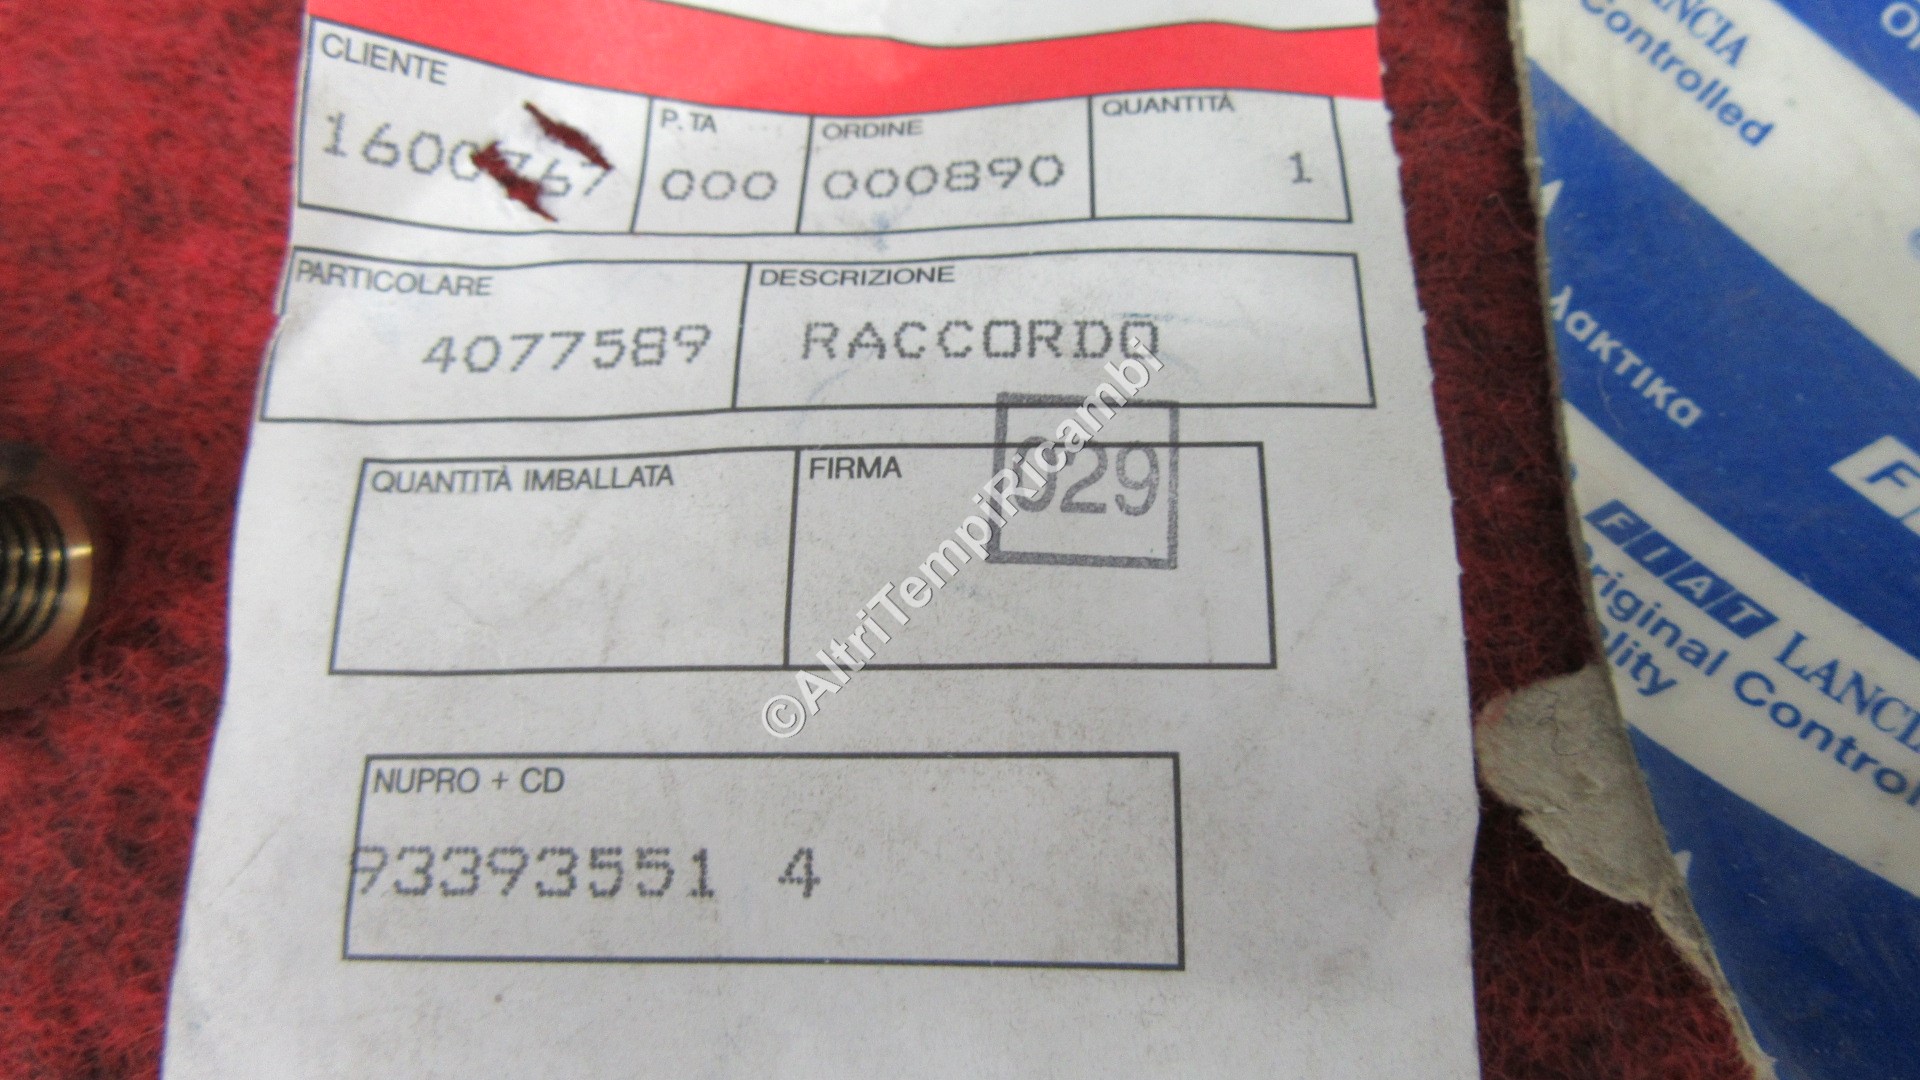 CLIENTE
P.TA
ORDINE
QUANTITÀ
000
000890
1
PARTICOLARE
DESCRIZIONE
4077589
RACCORDO
QUANTITÀ IMBALLATA
FIRMA
929
NUPRO + CD
93393551 4
©AltriTempiRicambi
LANCIA
Controlled
FIAT LANCIA
Original Control